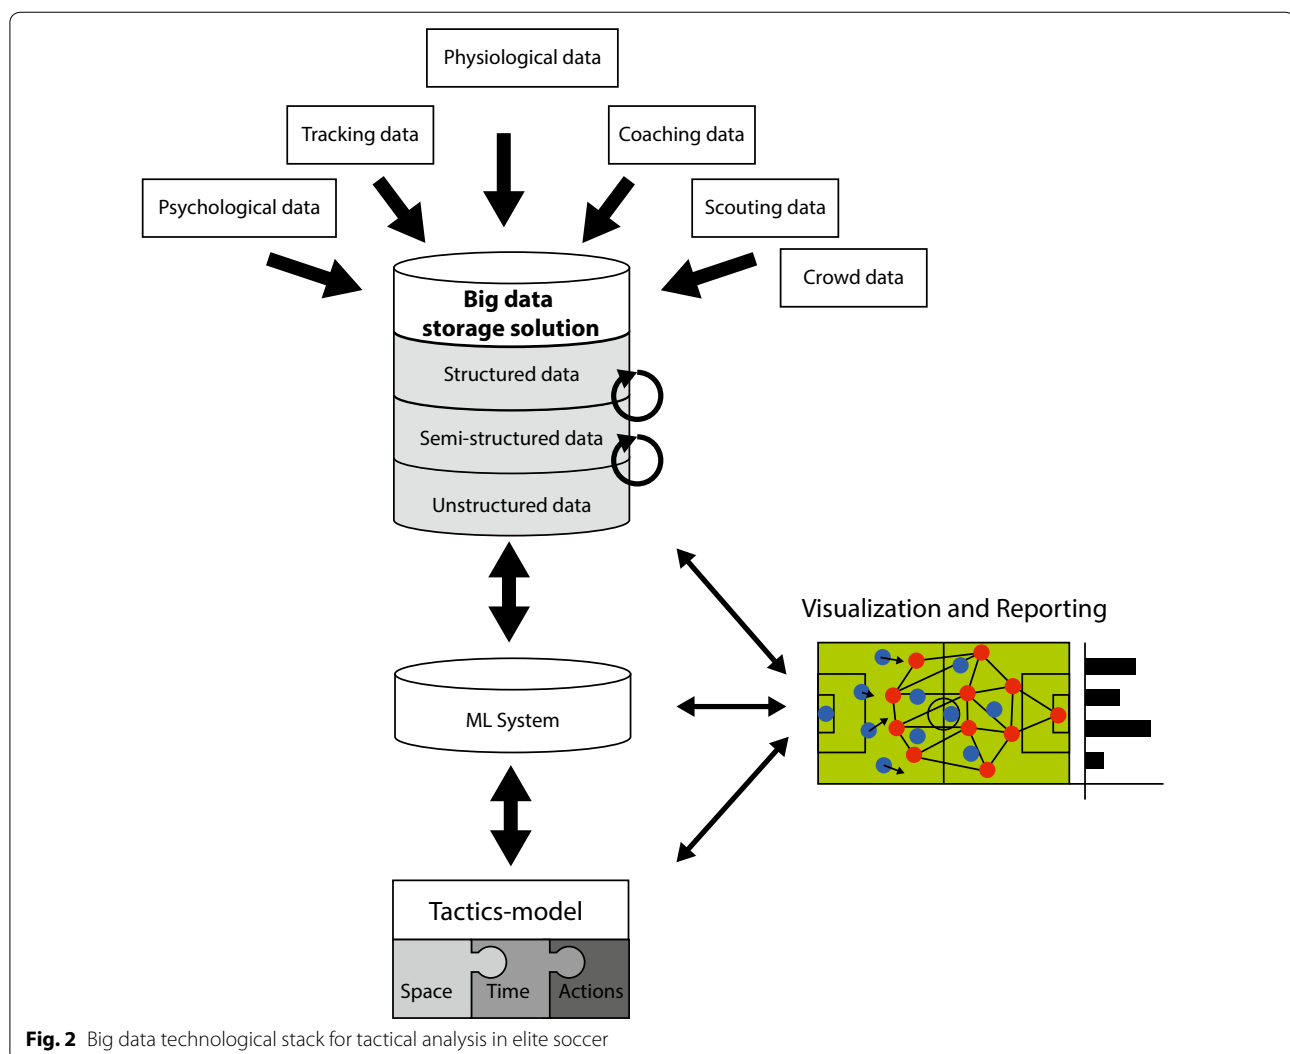 Physiological data
Tracking data
Coaching data
Psychological data
Scouting data
Crowd data
Big data
storage solution
Structured data
Semi-structured data
Unstructured data
Visualization and Reporting
ML System
Tactics-model
Space
Time
Actions
Fig. 2 Big data technological stack for tactical analysis in elite soccer